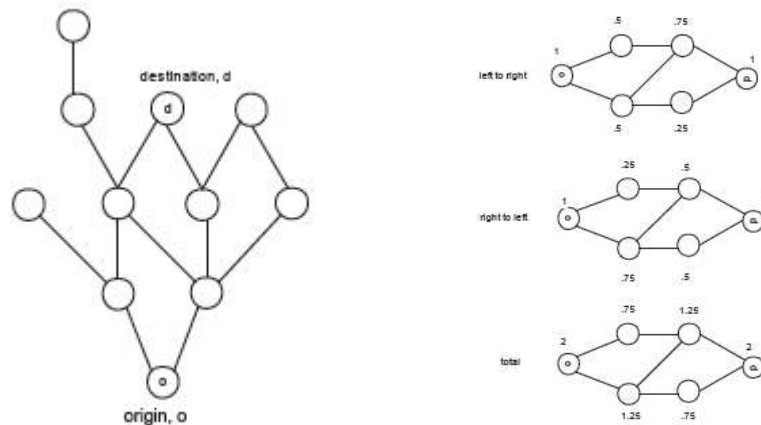 destination, d
d
o
origin, o
.5 .75
1 1
left to right o p
.5 .25
.25 .5
1
right to left o p
.75 .5
.75 1.25
2 2
total o p
1.25 .75